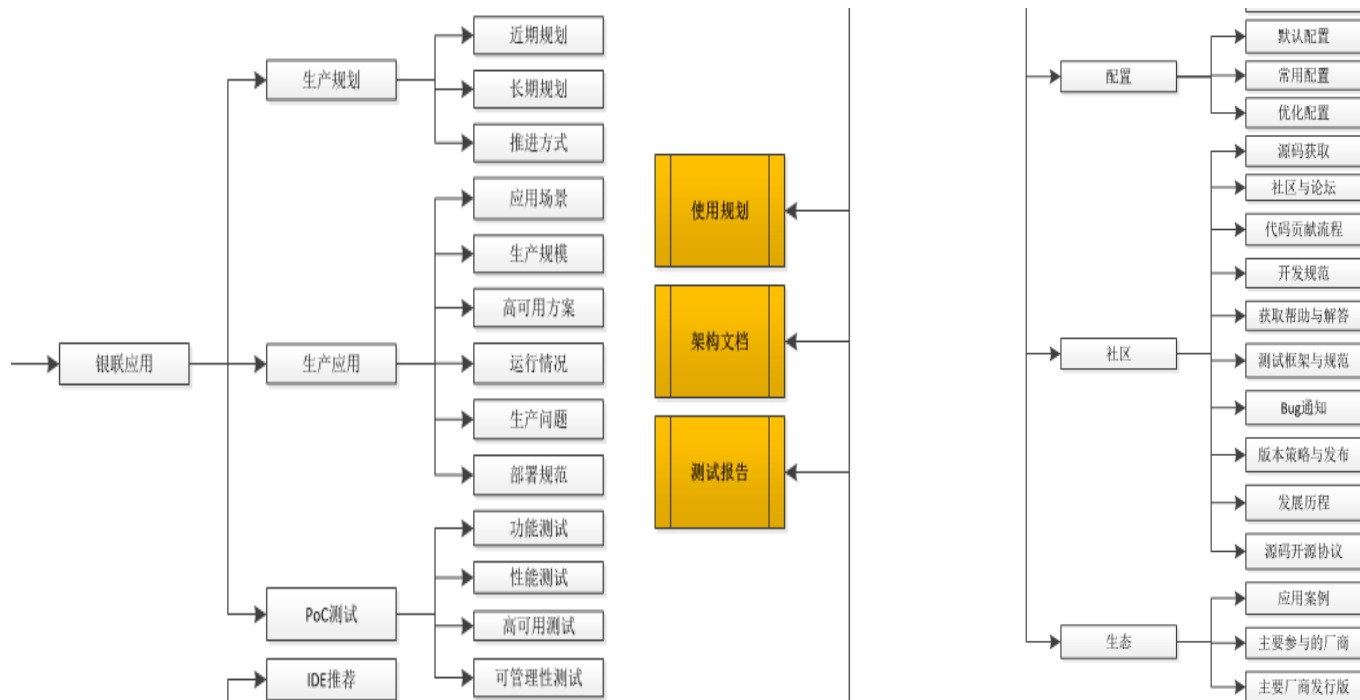 银联应用
生产规划
近期规划
长期规划
推进方式
生产应用
应用场景
生产规模
高可用方案
运行情况
生产问题
部署规范
PoC测试
功能测试
性能测试
高可用测试
可管理性测试
IDE推荐
使用规划
架构文档
测试报告
配置
默认配置
常用配置
优化配置
社区
源码获取
社区与论坛
代码贡献流程
开发规范
获取帮助与解答
测试框架与规范
Bug通知
版本策略与发布
发展历程
源码开源协议
生态
应用案例
主要参与的厂商
主要厂商发行版